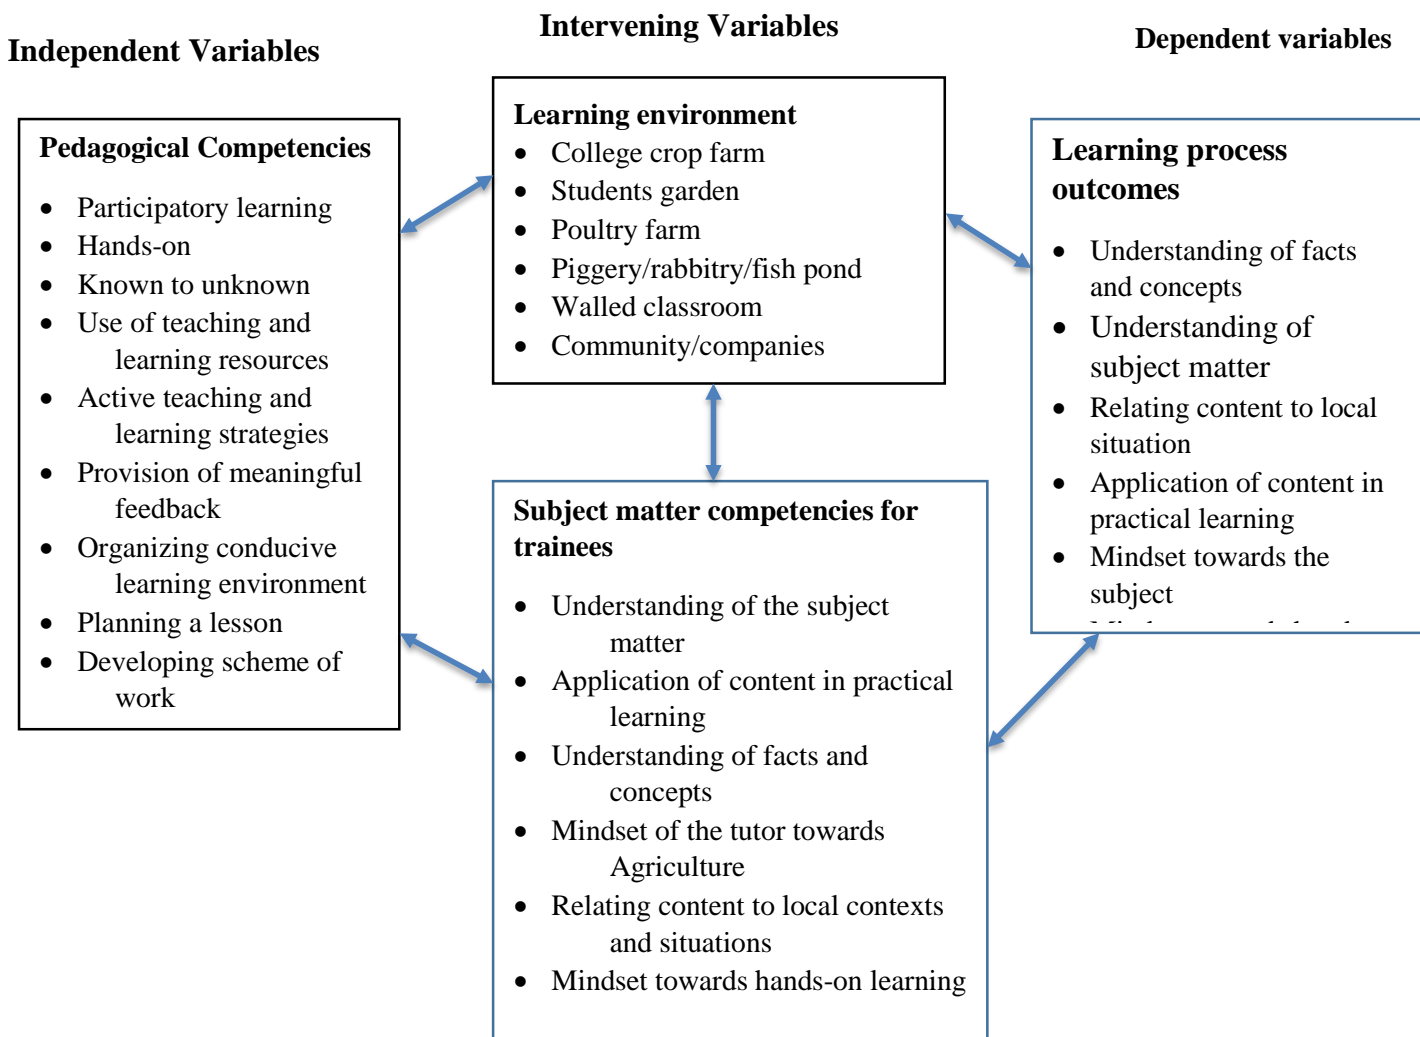 Independent Variables
Intervening Variables
Dependent variables
Pedagogical Competencies
• Participatory learning
• Hands-on
• Known to unknown
• Use of teaching and
learning resources
• Active teaching and
learning strategies
• Provision of meaningful
feedback
• Organizing conducive
learning environment
• Planning a lesson
• Developing scheme of
work
Learning environment
• College crop farm
• Students garden
• Poultry farm
• Piggery/rabbitry/fish pond
• Walled classroom
• Community/companies
Subject matter competencies for
trainees
• Understanding of the subject
matter
• Application of content in practical
learning
• Understanding of facts and
concepts
• Mindset of the tutor towards
Agriculture
• Relating content to local contexts
and situations
• Mindset towards hands-on learning
Learning process
outcomes
• Understanding of facts
and concepts
• Understanding of
subject matter
• Relating content to local
situation
• Application of content in
practical learning
• Mindset towards the
subject